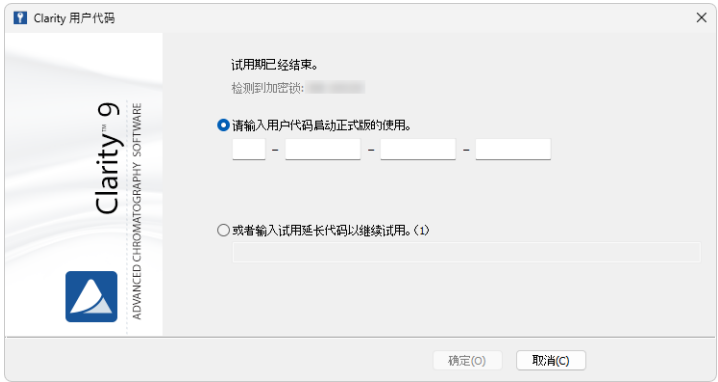 Clarity 用户代码
试用期已经结束。
检测到加密锁:
请输入用户代码启动正式版的使用。
- - -
或者输入试用延长代码以继续试用。(1)
Clarity™ 9
ADVANCED CHROMATOGRAPHY SOFTWARE
确定(O)
取消(C)